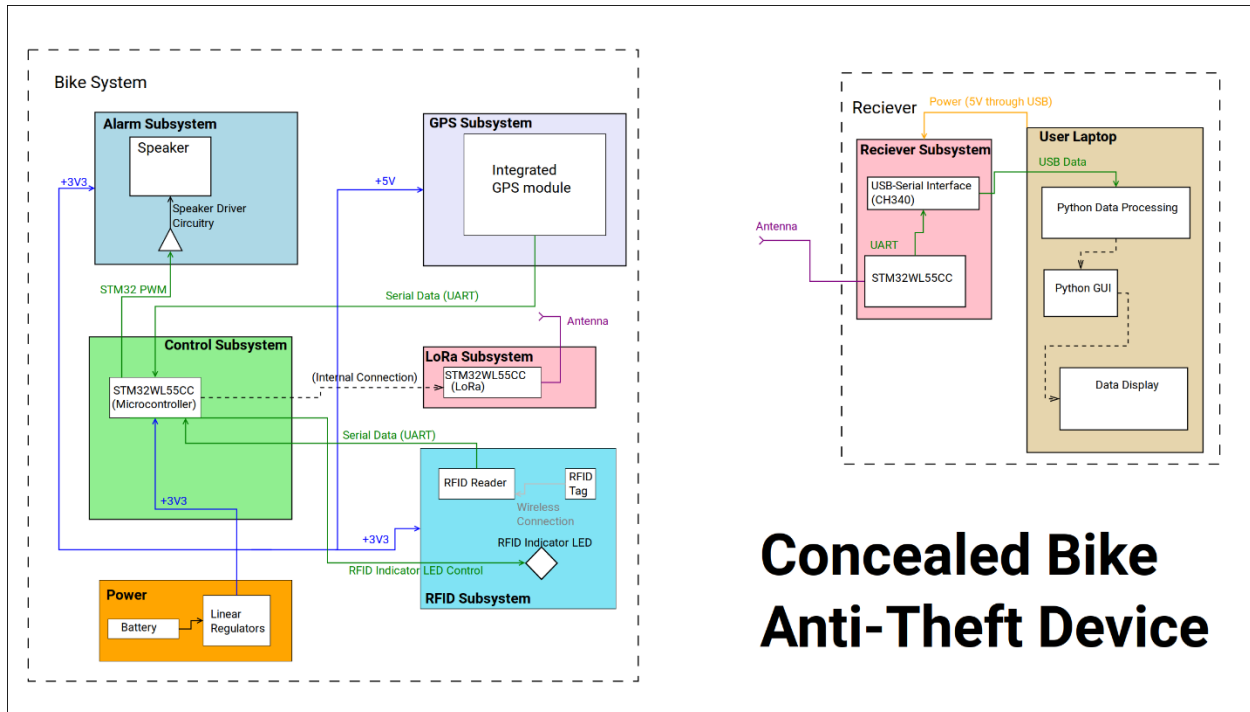 Bike System
Alarm Subsystem
Speaker
+3V3
Speaker Driver
Circuitry
STM32 PWM
GPS Subsystem
Integrated
GPS module
+5V
Serial Data (UART)
Antenna
Control Subsystem
STM32WL55CC
(Microcontroller)
(Internal Connection)
LoRa Subsystem
STM32WL55CC
(LoRa)
Serial Data (UART)
+3V3
RFID Reader
RFID
Tag
Wireless
Connection
+3V3
RFID Indicator LED
RFID Indicator LED Control
RFID Subsystem
Power
Battery
Linear
Regulators
Reciever
Power (5V through USB)
Reciever Subsystem
User Laptop
USB Data
USB-Serial Interface
(CH340)
Python Data Processing
Antenna
UART
STM32WL55CC
Python GUI
Data Display
Concealed Bike
Anti-Theft Device